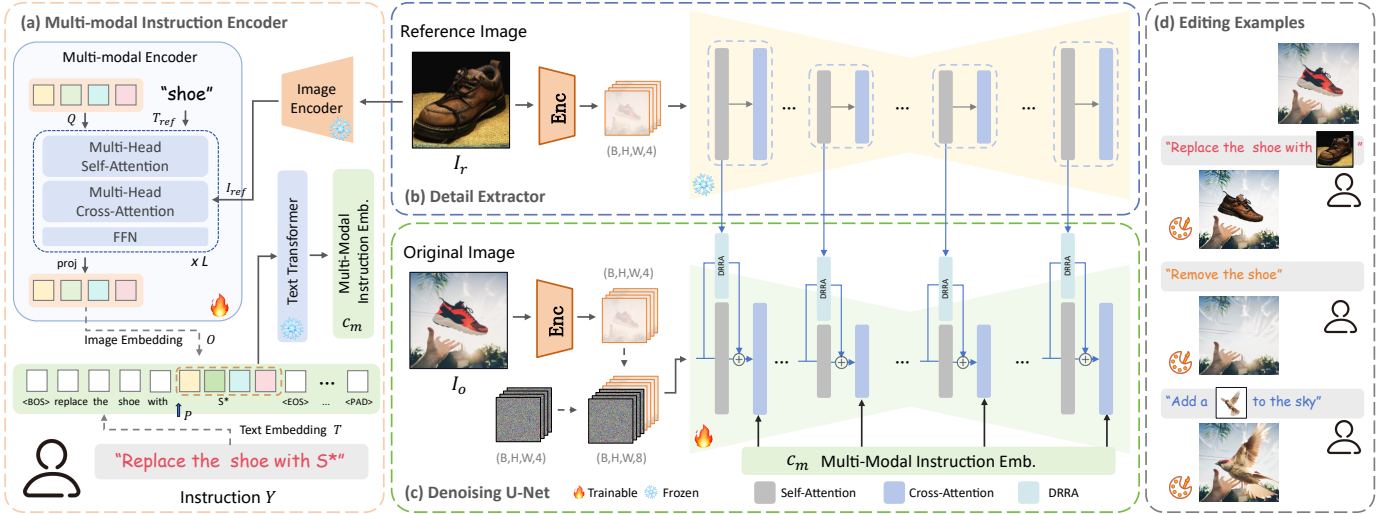 (a) Multi-modal Instruction Encoder
Multi-modal Encoder
"shoe"
Q
T_ref
Multi-Head
Self-Attention
Multi-Head
Cross-Attention
FFN
x L
proj
Image Embedding O
Image
Encoder
I_ref
Text Transformer
Multi-Modal
Instruction Emb.
c_m
<BOS> replace the shoe with S* <EOS> ... <PAD>
P
Text Embedding T
"Replace the shoe with S*"
Instruction Y
Reference Image
I_r
Enc
(B,H,W,4)
... ... ... ...
(b) Detail Extractor
Original Image
I_o
Enc
(B,H,W,4)
(B,H,W,4)
(B,H,W,8)
DRRA
DRRA
DRRA
DRRA
... ... ... ...
c_m Multi-Modal Instruction Emb.
(c) Denoising U-Net
Trainable
Frozen
Self-Attention
Cross-Attention
DRRA
(d) Editing Examples
"Replace the shoe with "
"Remove the shoe"
"Add a to the sky"